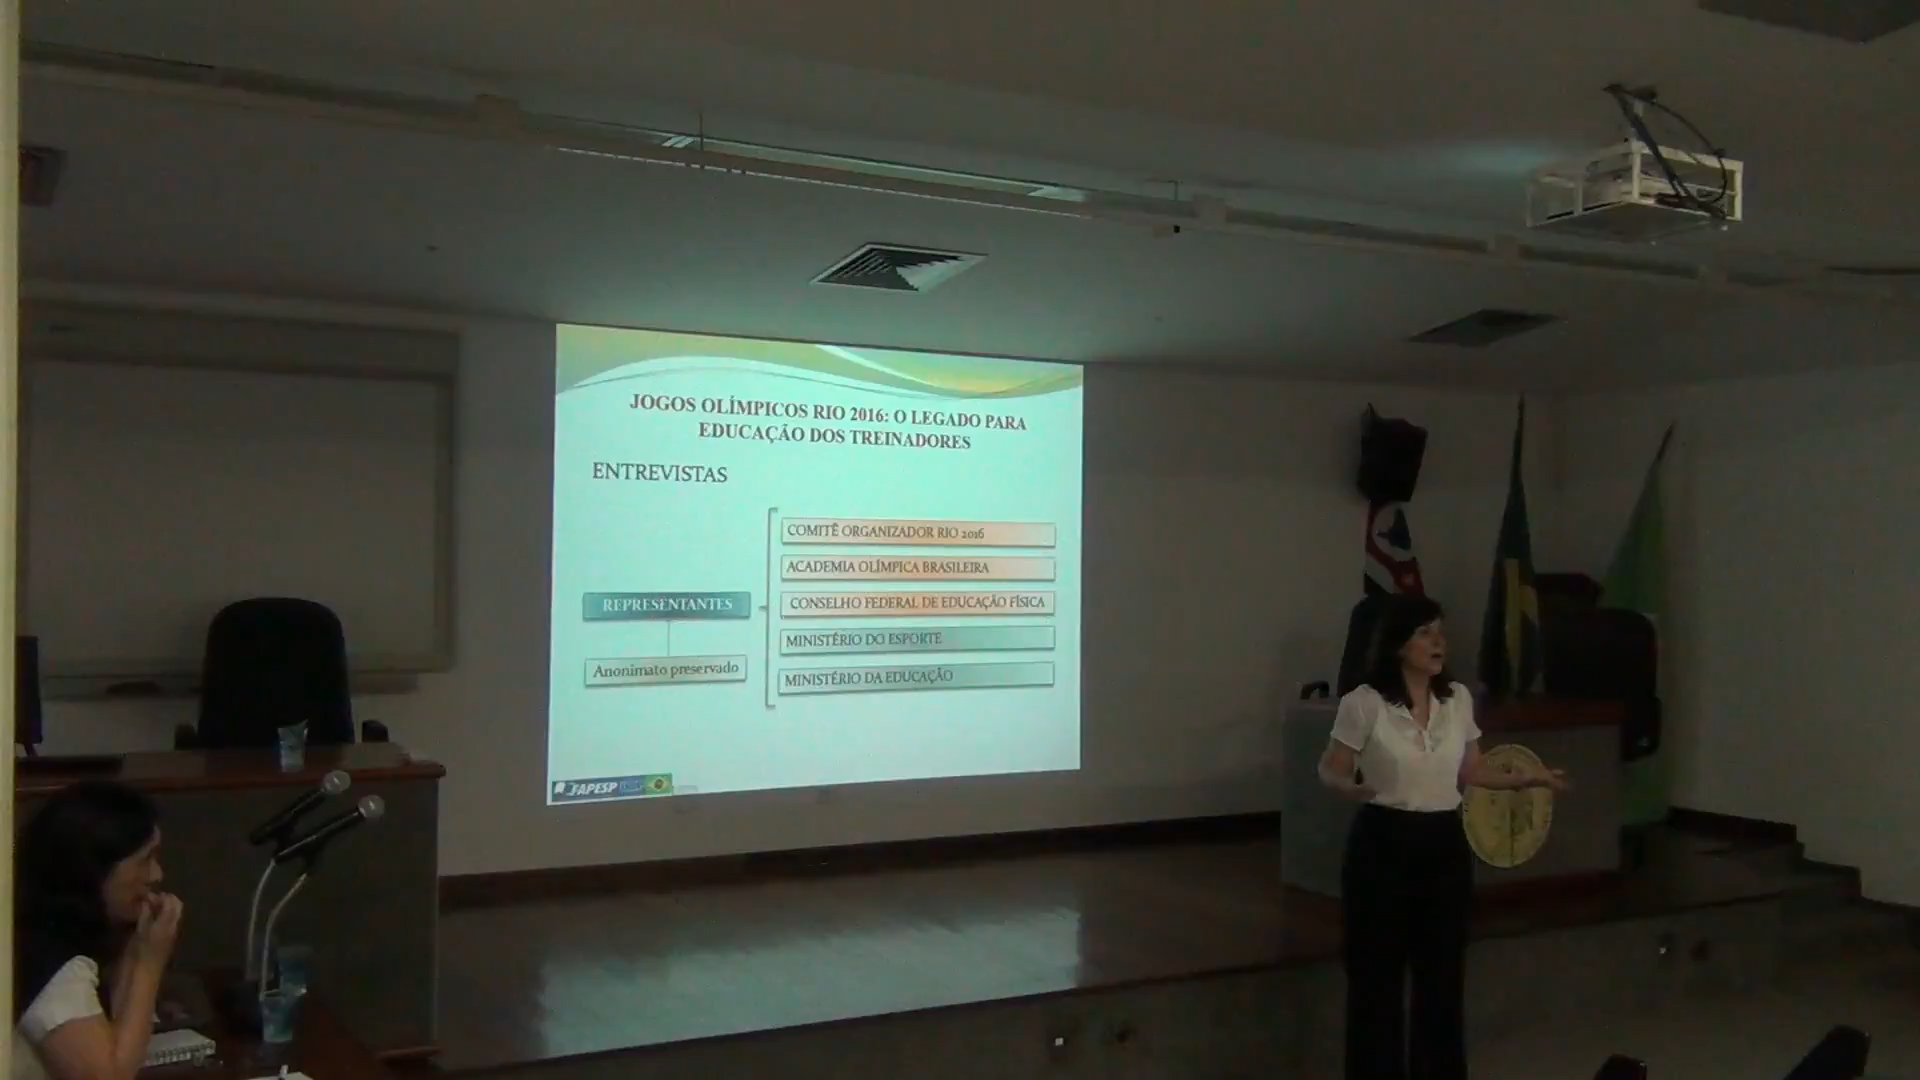 JOGOS OLÍMPICOS RIO 2016: O LEGADO PARA
EDUCAÇÃO DOS TREINADORES
ENTREVISTAS
COMITÊ ORGANIZADOR RIO 2016
ACADEMIA OLÍMPICA BRASILEIRA
REPRESENTANTES
CONSELHO FEDERAL DE EDUCAÇÃO FÍSICA
MINISTÉRIO DO ESPORTE
Anonimato preservado
MINISTÉRIO DA EDUCAÇÃO
FAPESP